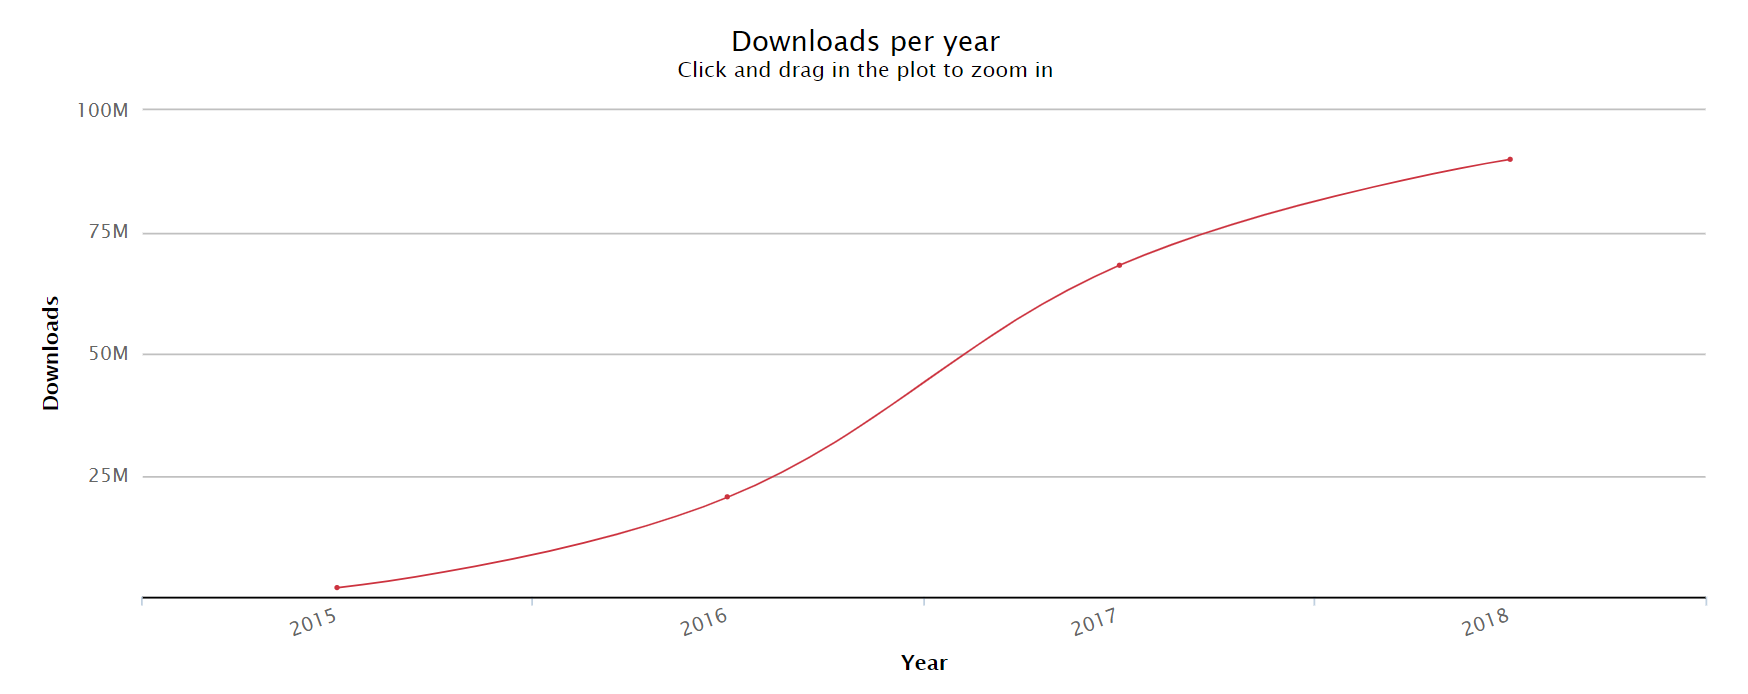 Downloads per year
Click and drag in the plot to zoom in
100M
75M
50M
25M
Downloads
2015
2016
2017
2018
Year